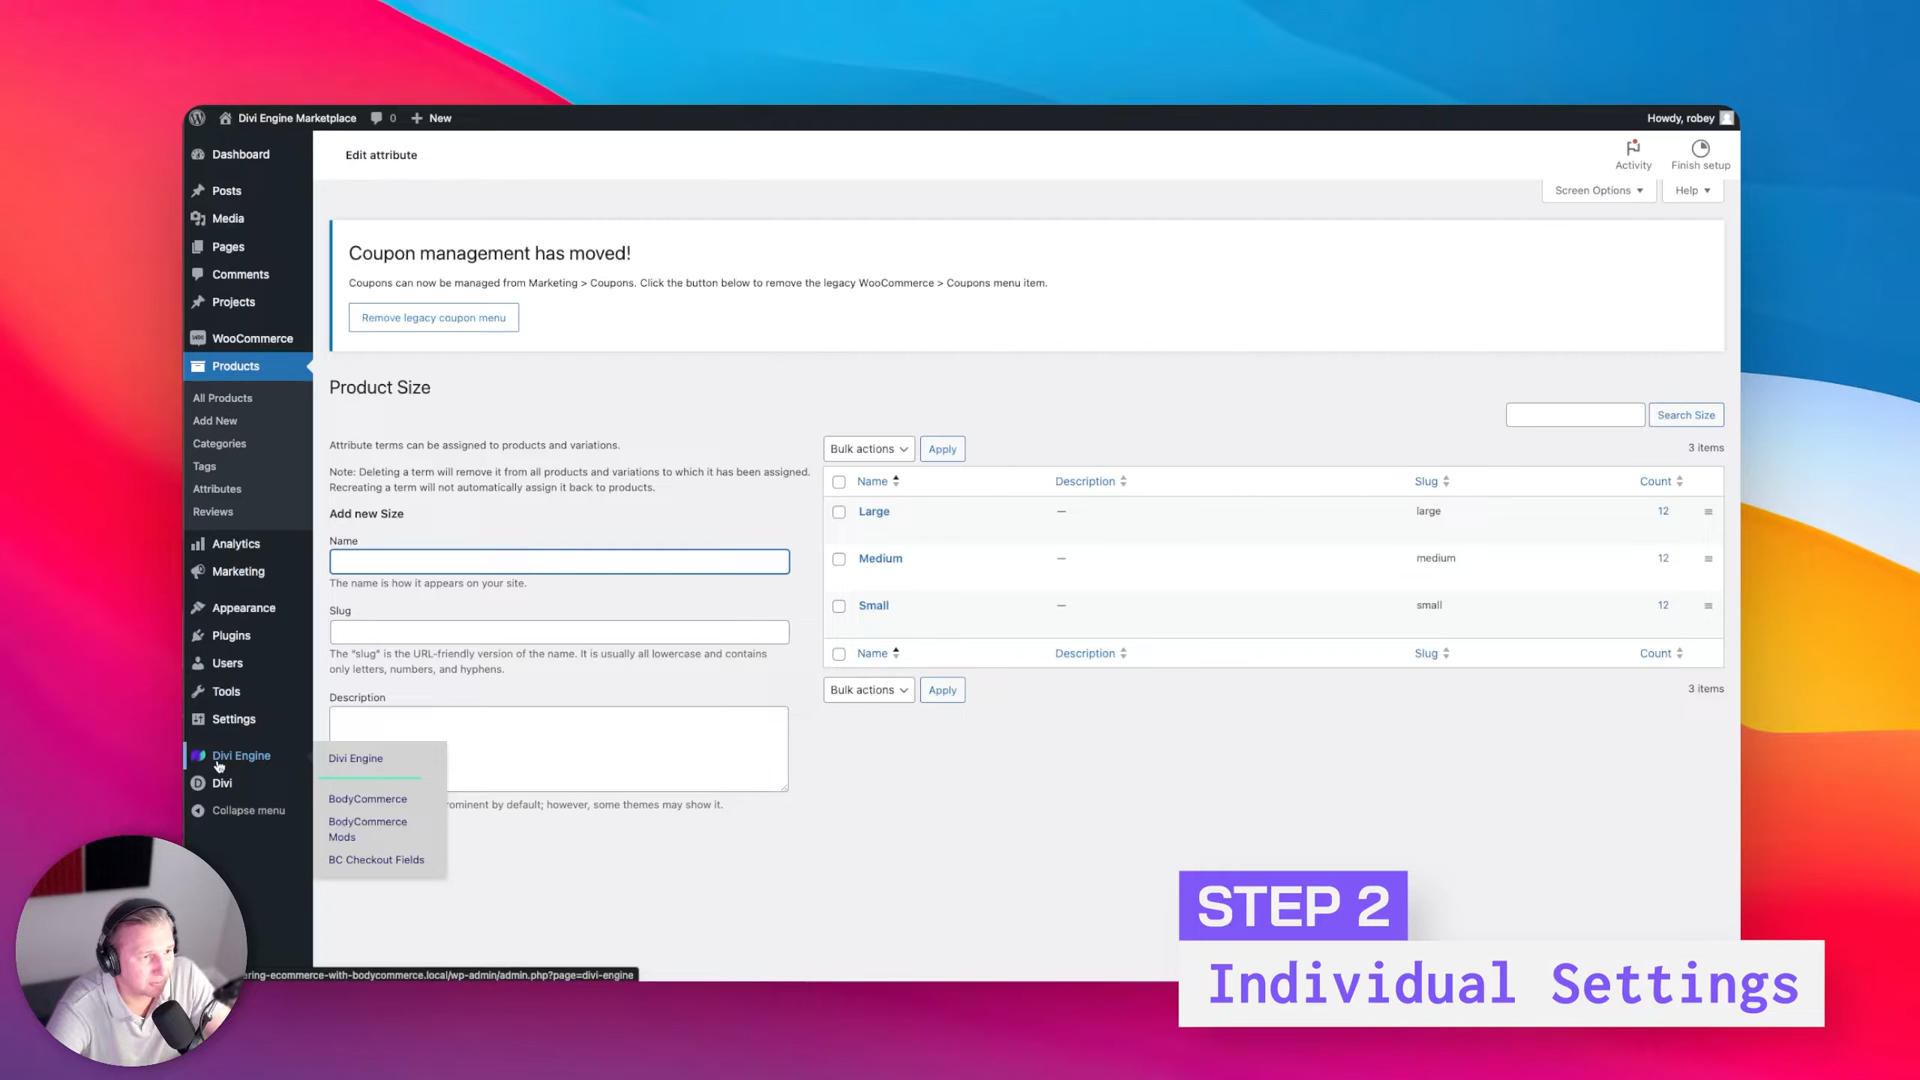 Divi Engine Marketplace
0
New
Howdy, robey
Dashboard
Posts
Media
Pages
Comments
Projects
WooCommerce
Products
All Products
Add New
Categories
Tags
Attributes
Reviews
Analytics
Marketing
Appearance
Plugins
Users
Tools
Settings
Divi Engine
Divi
Collapse menu
Divi Engine
BodyCommerce
BodyCommerce
Mods
BC Checkout Fields
Edit attribute
Activity
Finish setup
Screen Options
Help
Coupon management has moved!
Coupons can now be managed from Marketing > Coupons. Click the button below to remove the legacy WooCommerce > Coupons menu item.
Remove legacy coupon menu
Product Size
Search Size
Attribute terms can be assigned to products and variations.
Note: Deleting a term will remove it from all products and variations to which it has been assigned.
Recreating a term will not automatically assign it back to products.
Add new Size
Name
The name is how it appears on your site.
Slug
The "slug" is the URL-friendly version of the name. It is usually all lowercase and contains
only letters, numbers, and hyphens.
Description
rominent by default; however, some themes may show it.
Bulk actions
Apply
3 items
Name Description Slug Count
Large — large 12
Medium — medium 12
Small — small 12
Name Description Slug Count
Bulk actions
Apply
3 items
ering-ecommerce-with-bodycommerce.local/wp-admin/admin.php?page=divi-engine
STEP 2
Individual Settings